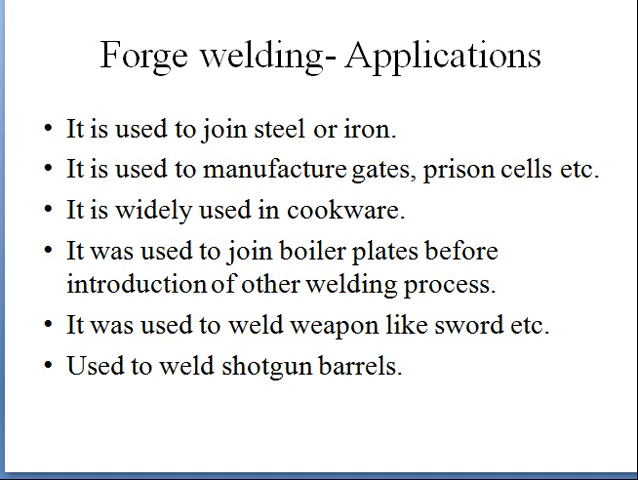 Forge welding- Applications
• It is used to join steel or iron.
• It is used to manufacture gates, prison cells etc.
• It is widely used in cookware.
• It was used to join boiler plates before
introduction of other welding process.
• It was used to weld weapon like sword etc.
• Used to weld shotgun barrels.